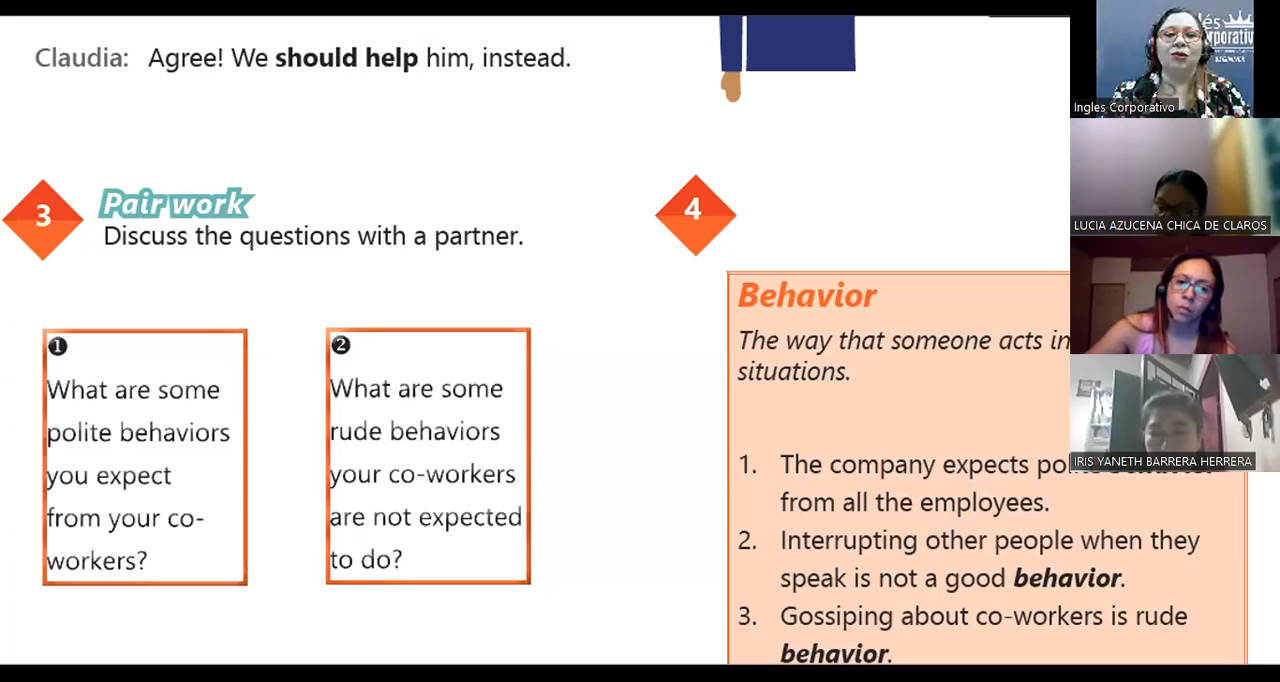 Claudia: Agree! We should help him, instead.
3
Pair work
Discuss the questions with a partner.
❶
What are some
polite behaviors
you expect
from your co-
workers?
❷
What are some
rude behaviors
your co-workers
are not expected
to do?
4
Behavior
The way that someone acts in
situations.
1. The company expects
from all the employees.
2. Interrupting other people when they
speak is not a good behavior.
3. Gossiping about co-workers is rude
behavior.
Ingles Corporativo
LUCIA AZUCENA CHICA DE CLAROS
IRIS YANETH BARRERA HERRERA